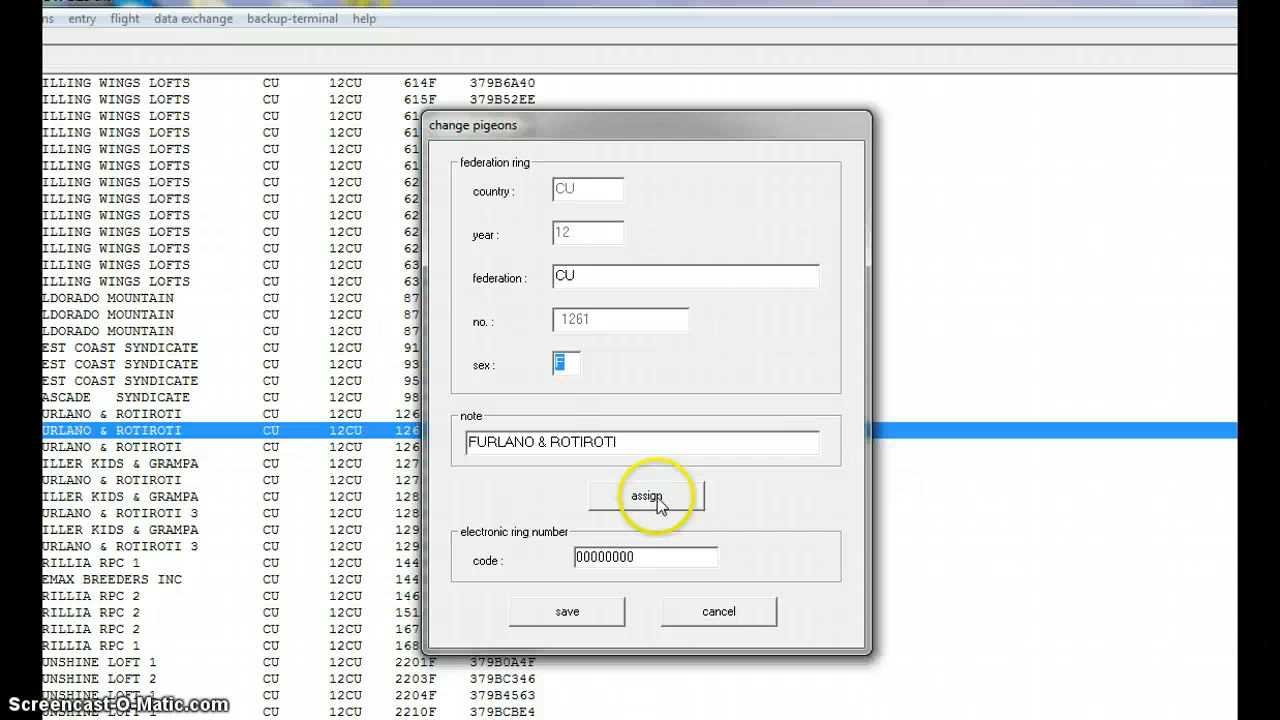 ns entry flight data exchange backup-terminal help
ILLING WINGS LOFTS CU 12CU 614F 379B6A40
ILLING WINGS LOFTS CU 12CU 615F 379B52EE
ILLING WINGS LOFTS CU 12CU 61
ILLING WINGS LOFTS CU 12CU 61
ILLING WINGS LOFTS CU 12CU 61
ILLING WINGS LOFTS CU 12CU 61
ILLING WINGS LOFTS CU 12CU 62
ILLING WINGS LOFTS CU 12CU 62
ILLING WINGS LOFTS CU 12CU 62
ILLING WINGS LOFTS CU 12CU 62
ILLING WINGS LOFTS CU 12CU 62
ILLING WINGS LOFTS CU 12CU 63
ILLING WINGS LOFTS CU 12CU 63
LDORADO MOUNTAIN CU 12CU 87
LDORADO MOUNTAIN CU 12CU 87
LDORADO MOUNTAIN CU 12CU 87
EST COAST SYNDICATE CU 12CU 91
EST COAST SYNDICATE CU 12CU 93
EST COAST SYNDICATE CU 12CU 95
ASCADE SYNDICATE CU 12CU
URLANO & ROTIROTI CU 12CU 126
URLANO & ROTIROTI CU 12CU 126
URLANO & ROTIROTI CU 12CU 126
ILLER KIDS & GRAMPA CU 12CU 127
URLANO & ROTIROTI CU 12CU 127
ILLER KIDS & GRAMPA CU 12CU 128
URLANO & ROTIROTI 3 CU 12CU 128
ILLER KIDS & GRAMPA CU 12CU 129
URLANO & ROTIROTI 3 CU 12CU 129
RILLIA RPC 1 CU 12CU 144
EMAX BREEDERS INC CU 12CU 144
RILLIA RPC 2 CU 12CU 146
RILLIA RPC 2 CU 12CU 151
RILLIA RPC 2 CU 12CU 167
RILLIA RPC 1 CU 12CU 168
UNSHINE LOFT 1 CU 12CU 2201F 379B0A4F
UNSHINE LOFT 2 CU 12CU 2203F 379BC346
UNSHINE LOFT 1 CU 12CU 2204F 379B4563
CU 12CU 2210F 379BCBE4
change pigeons
federation ring
country : CU
year : 12
federation : CU
no. : 1261
sex : F
note
FURLANO & ROTIROTI
assign
electronic ring number
code : 00000000
save cancel
Screencast-O-Matic.com